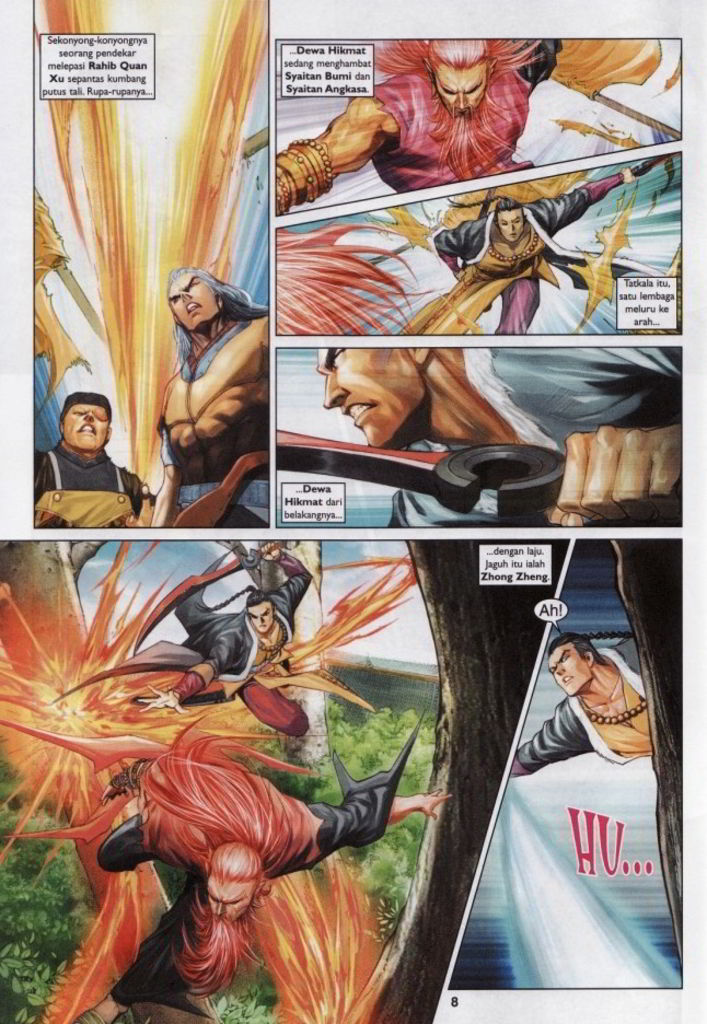 Sekonyong-konyongnya
seorang pendekar
melepasi Rahib Quan
Xu sepantas kumbang
putus tali. Rupa-rupanya...
...Dewa Hikmat
sedang menghambat
Syaitan Bumi dan
Syaitan Angkasa.
Tatkala itu,
satu lembaga
meluru ke
arah...
...Dewa
Hikmat dari
belakangnya...
...dengan laju.
Jaguh itu ialah
Zhong Zheng.
Ah!
HU...
8